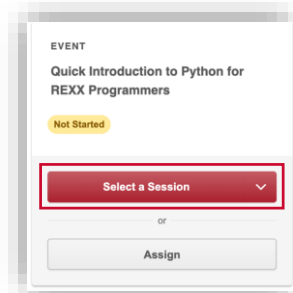 EVENT
Quick Introduction to Python for
REXX Programmers
Not Started
Select a Session
or
Assign